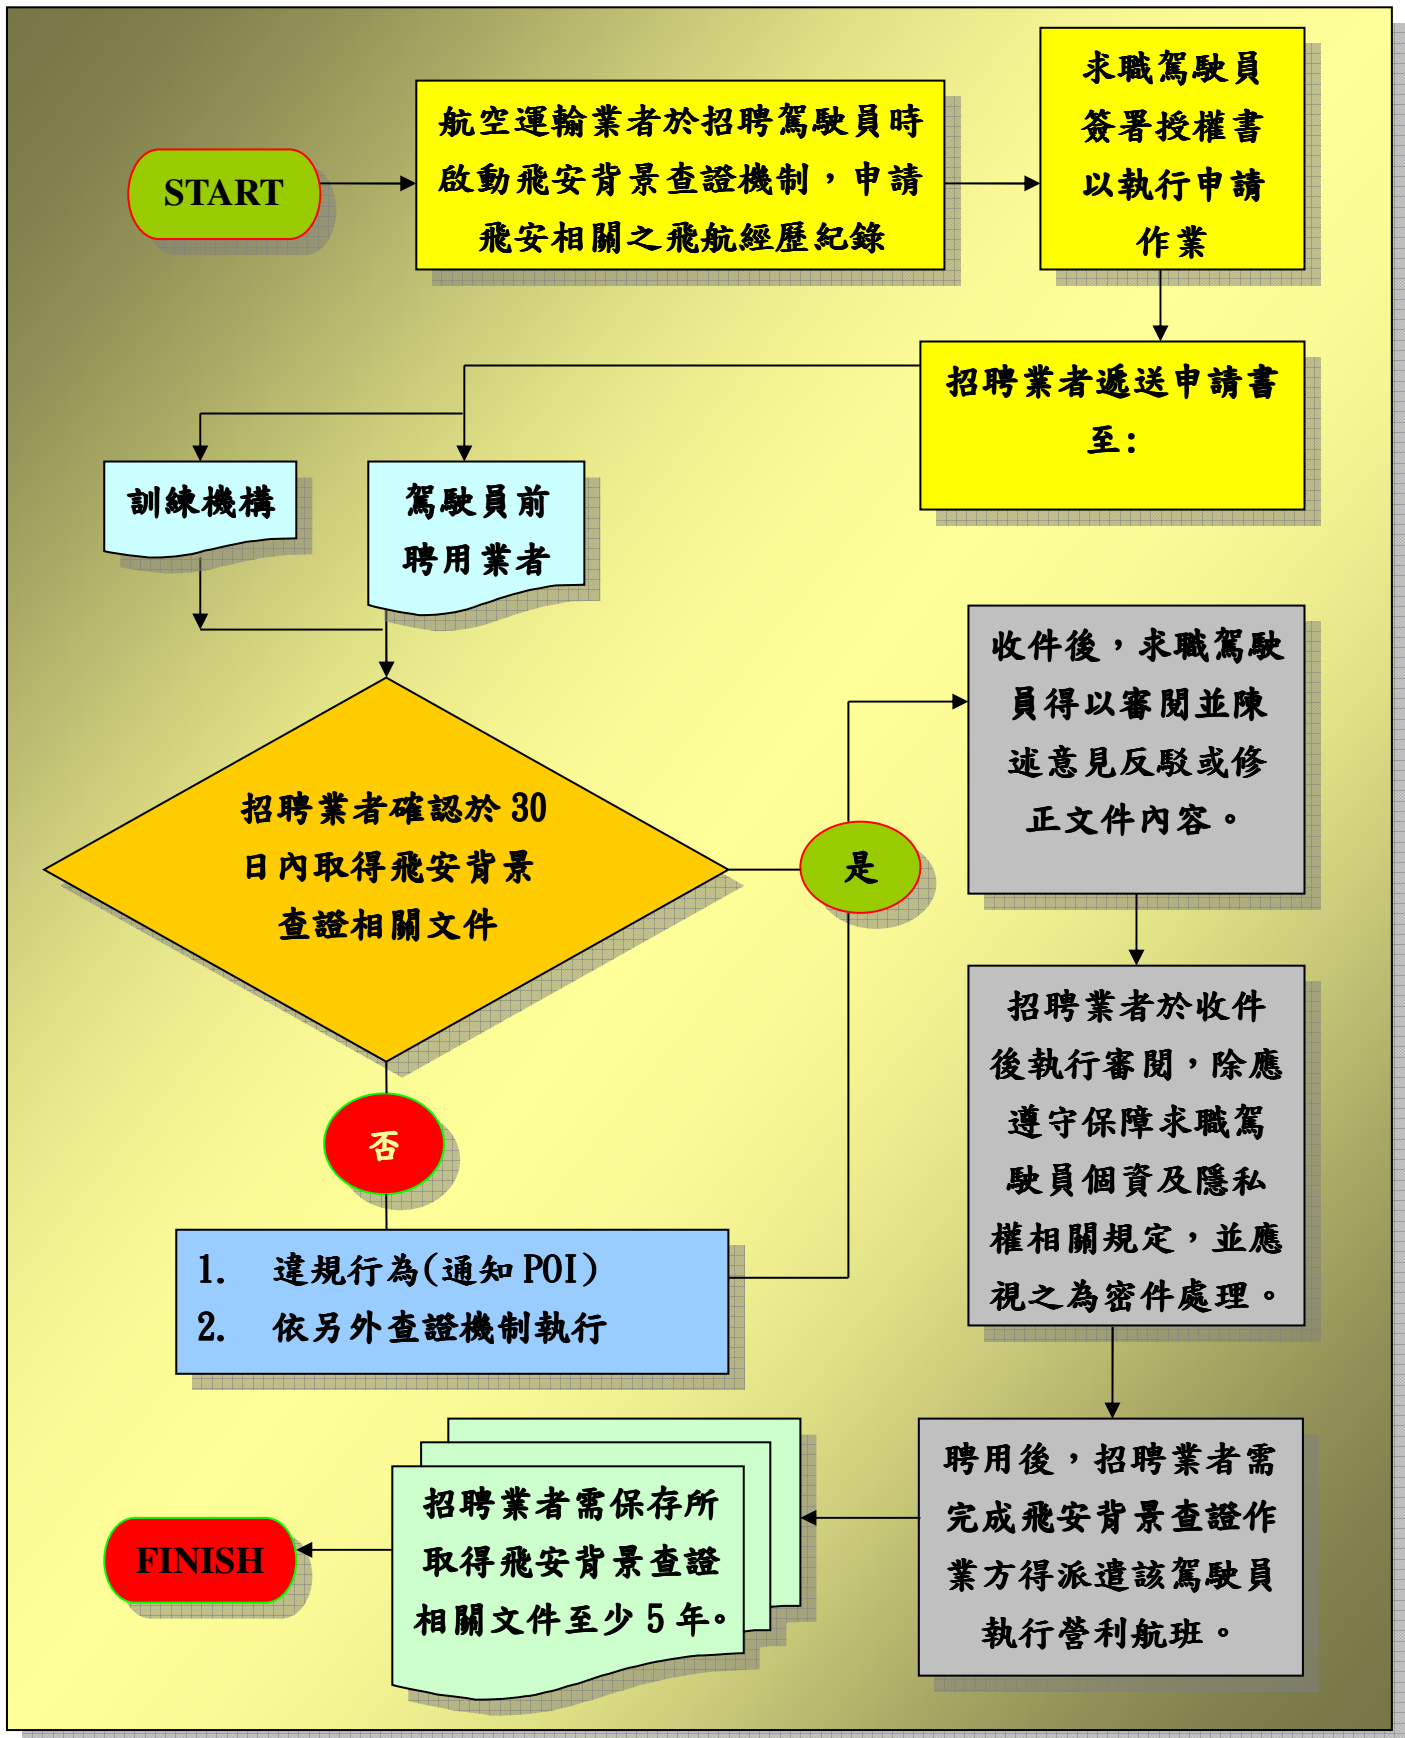 START
航空運輸業者於招聘駕駛員時
啟動飛安背景查證機制，申請
飛安相關之飛航經歷紀錄
求職駕駛員
簽署授權書
以執行申請
作業
招聘業者遞送申請書
至:
訓練機構
駕駛員前
聘用業者
招聘業者確認於 30
日內取得飛安背景
查證相關文件
是
否
1. 違規行為(通知 POI)
2. 依另外查證機制執行
收件後，求職駕駛
員得以審閱並陳
述意見反駁或修
正文件內容。
招聘業者於收件
後執行審閱，除應
遵守保障求職駕
駛員個資及隱私
權相關規定，並應
視之為密件處理。
聘用後，招聘業者需
完成飛安背景查證作
業方得派遣該駕駛員
執行營利航班。
招聘業者需保存所
取得飛安背景查證
相關文件至少 5 年。
FINISH